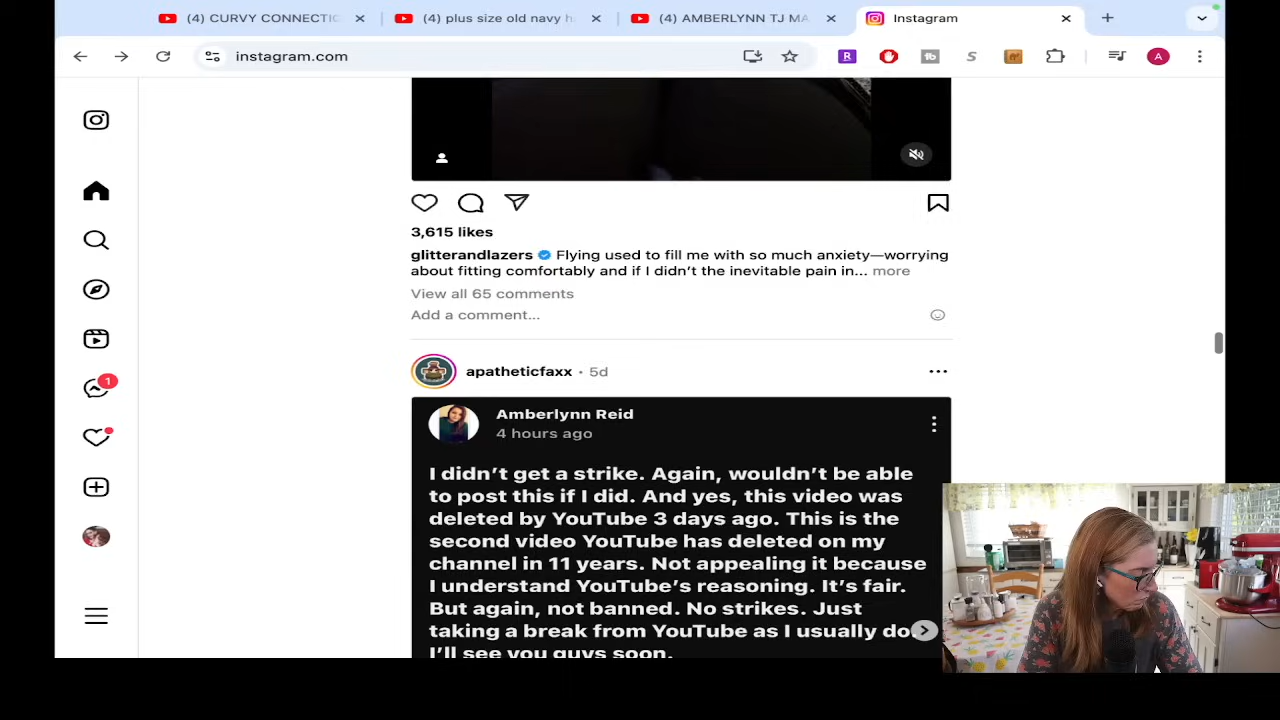 (4) CURVY CONNECTIC
(4) plus size old navy h
(4) AMBERLYNN TJ MA
Instagram
instagram.com
R
S
A
3,615 likes
glitterandlazers Flying used to fill me with so much anxiety—worrying
about fitting comfortably and if I didn't the inevitable pain in... more
View all 65 comments
Add a comment...
1
apatheticfaxx • 5d
Amberlynn Reid
4 hours ago
I didn't get a strike. Again, wouldn't be able
to post this if I did. And yes, this video was
deleted by YouTube 3 days ago. This is the
second video YouTube has deleted on my
channel in 11 years. Not appealing it because
I understand YouTube's reasoning. It's fair.
But again, not banned. No strikes. Just
taking a break from YouTube as I usually do.
I'll see you guys soon.